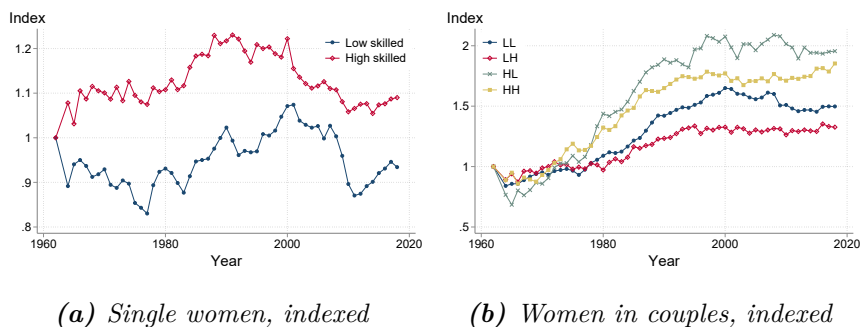 Index
1.2
1.1
1
.9
.8
1960
1980
2000
2020
Year
Low skilled
High skilled
(a) Single women, indexed
Index
2
1.5
1
.5
1960
1980
2000
2020
Year
LL
LH
HL
HH
(b) Women in couples, indexed